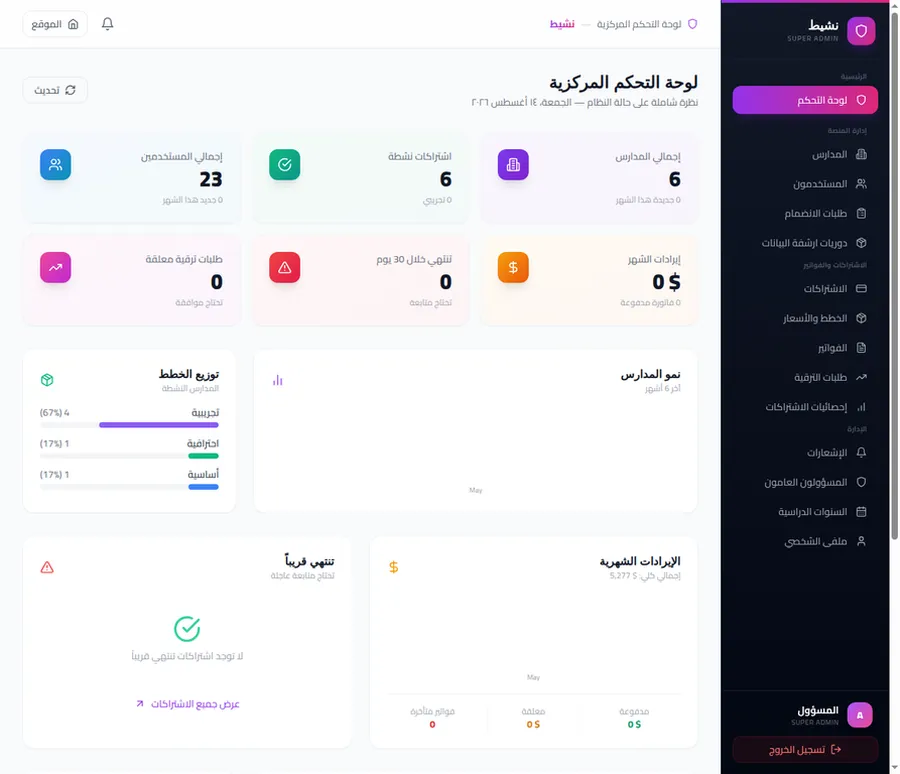 نشيط
SUPER ADMIN
الرئيسية
لوحة التحكم
إدارة المنصة
المدارس
المستخدمون
طلبات الانضمام
دوريات ارشفة البيانات
الاشتراكات والفواتير
الاشتراكات
الخطط والأسعار
الفواتير
طلبات الترقية
إحصائيات الاشتراكات
الإدارة
الإشعارات
المسؤولون العامون
السنوات الدراسية
ملفي الشخصي
A
المسؤول
SUPER ADMIN
تسجيل الخروج
لوحة التحكم المركزية — نشيط
الموقع
لوحة التحكم المركزية
نظرة شاملة على حالة النظام — الجمعة، ١٤ أغسطس ٢٠٢٦
تحديث
إجمالي المدارس
6
0 جديدة هذا الشهر
اشتراكات نشطة
6
0 تجريبي
إجمالي المستخدمين
23
0 جديد هذا الشهر
إيرادات الشهر
$ 0
0 فاتورة مدفوعة
تنتهي خلال 30 يوم
0
تحتاج متابعة
طلبات ترقية معلقة
0
تحتاج موافقة
نمو المدارس
آخر 6 أشهر
May
توزيع الخطط
المدارس النشطة
تجريبية
4 (67%)
احترافية
1 (17%)
أساسية
1 (17%)
الإيرادات الشهرية
إجمالي كلي: $ 5,277
May
مدفوعة
$ 0
معلقة
$ 0
فواتير متأخرة
0
تنتهي قريباً
تحتاج متابعة عاجلة
لا توجد اشتراكات تنتهي قريباً
عرض جميع الاشتراكات